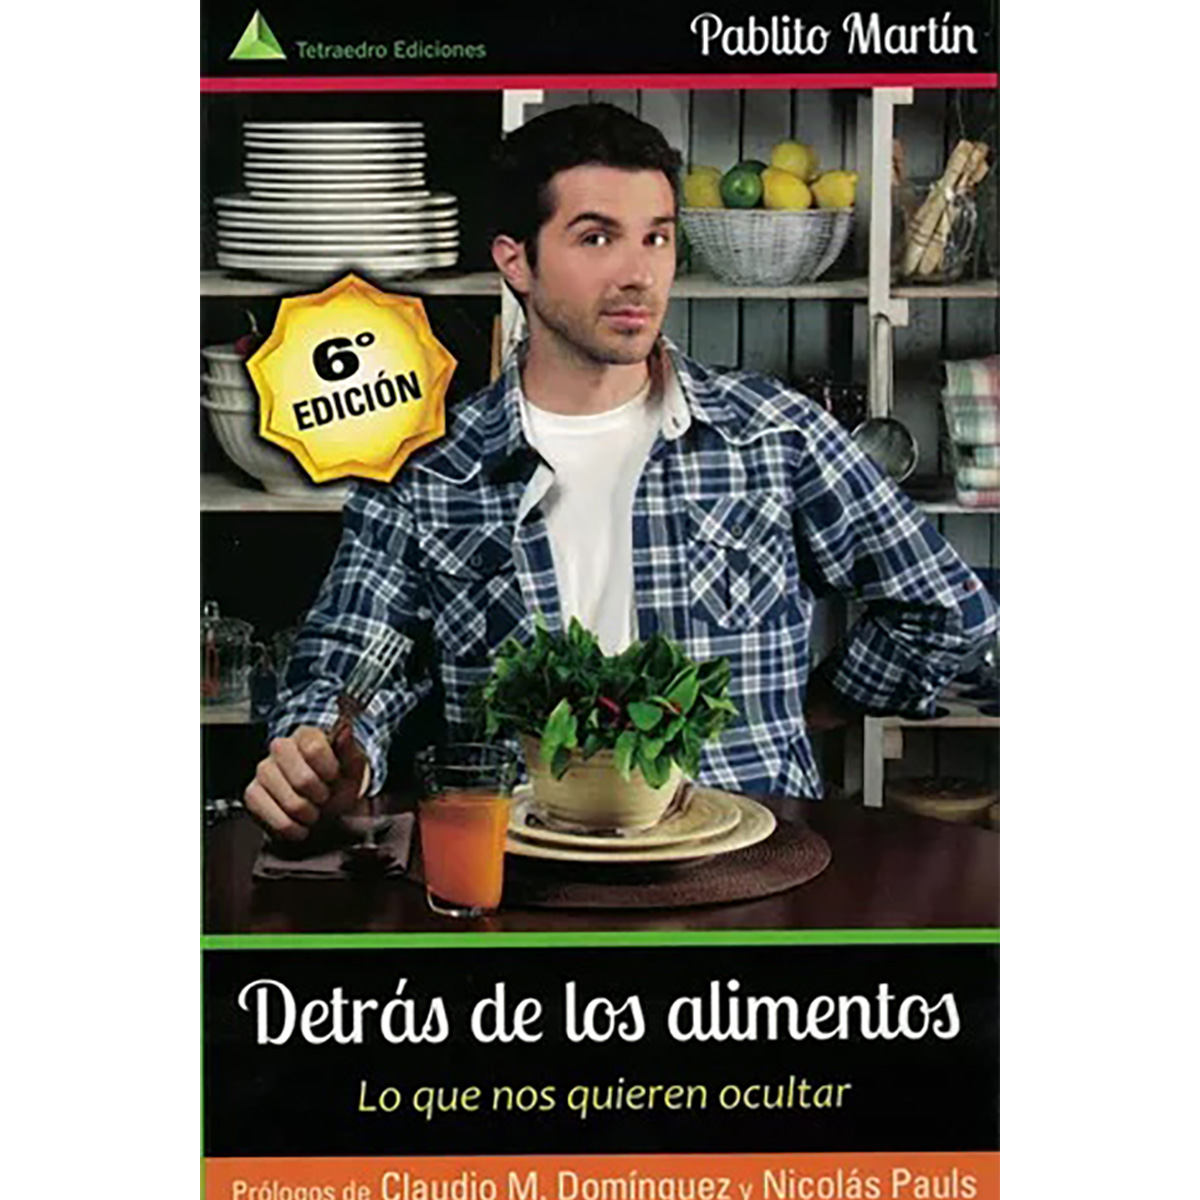 Tetraedro Ediciones
Pablito Martín
6º
EDICIÓN
Detrás de los alimentos
Lo que nos quieren ocultar
Prólogos de Claudio M. Domínguez y Nicolás Pauls